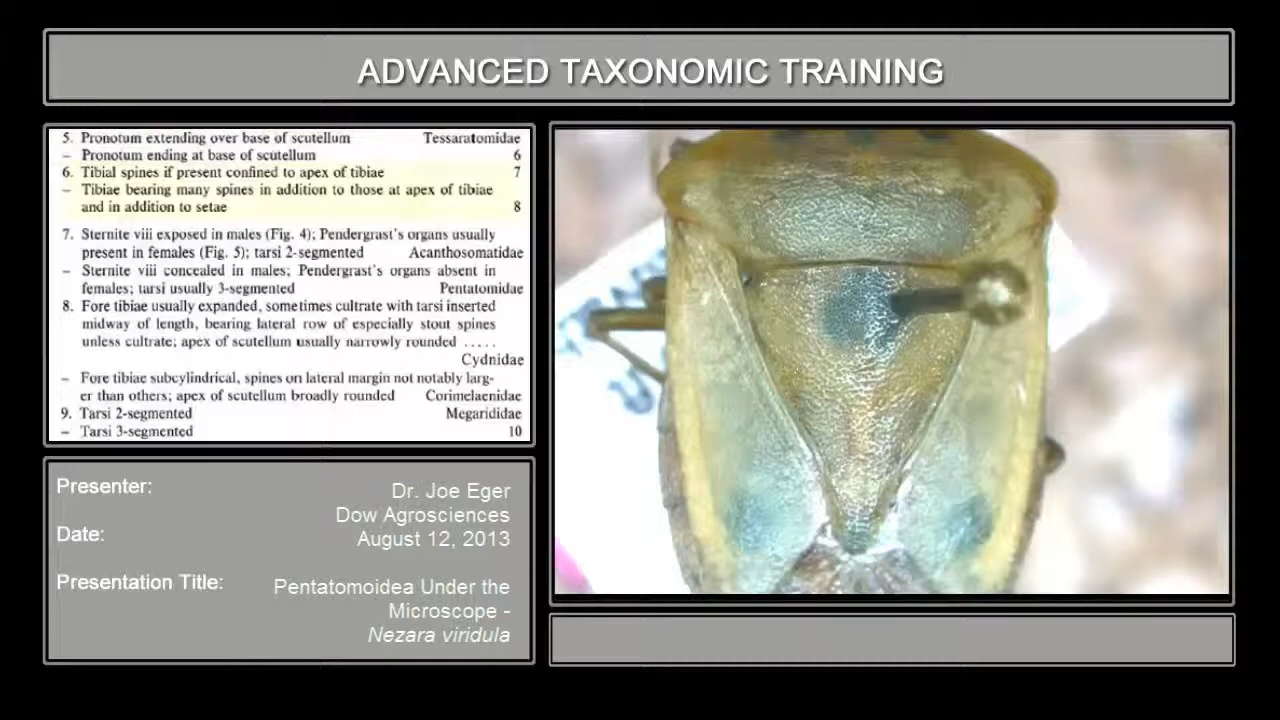 ADVANCED TAXONOMIC TRAINING
5. Pronotum extending over base of scutellum Tessaratomidae
– Pronotum ending at base of scutellum 6
6. Tibial spines if present confined to apex of tibiae 7
– Tibiae bearing many spines in addition to those at apex of tibiae
and in addition to setae 8
7. Sternite viii exposed in males (Fig. 4); Pendergrast's organs usually
present in females (Fig. 5); tarsi 2-segmented Acanthosomatidae
– Sternite viii concealed in males; Pendergrast's organs absent in
females; tarsi usually 3-segmented Pentatomidae
8. Fore tibiae usually expanded, sometimes cultrate with tarsi inserted
midway of length, bearing lateral row of especially stout spines
unless cultrate; apex of scutellum usually narrowly rounded .....
Cydnidae
– Fore tibiae subcylindrical, spines on lateral margin not notably larg-
er than others; apex of scutellum broadly rounded Corimelaenidae
9. Tarsi 2-segmented Megarididae
– Tarsi 3-segmented 10
Presenter: Dr. Joe Eger
Dow Agrosciences
Date: August 12, 2013
Presentation Title: Pentatomoidea Under the
Microscope -
Nezara viridula